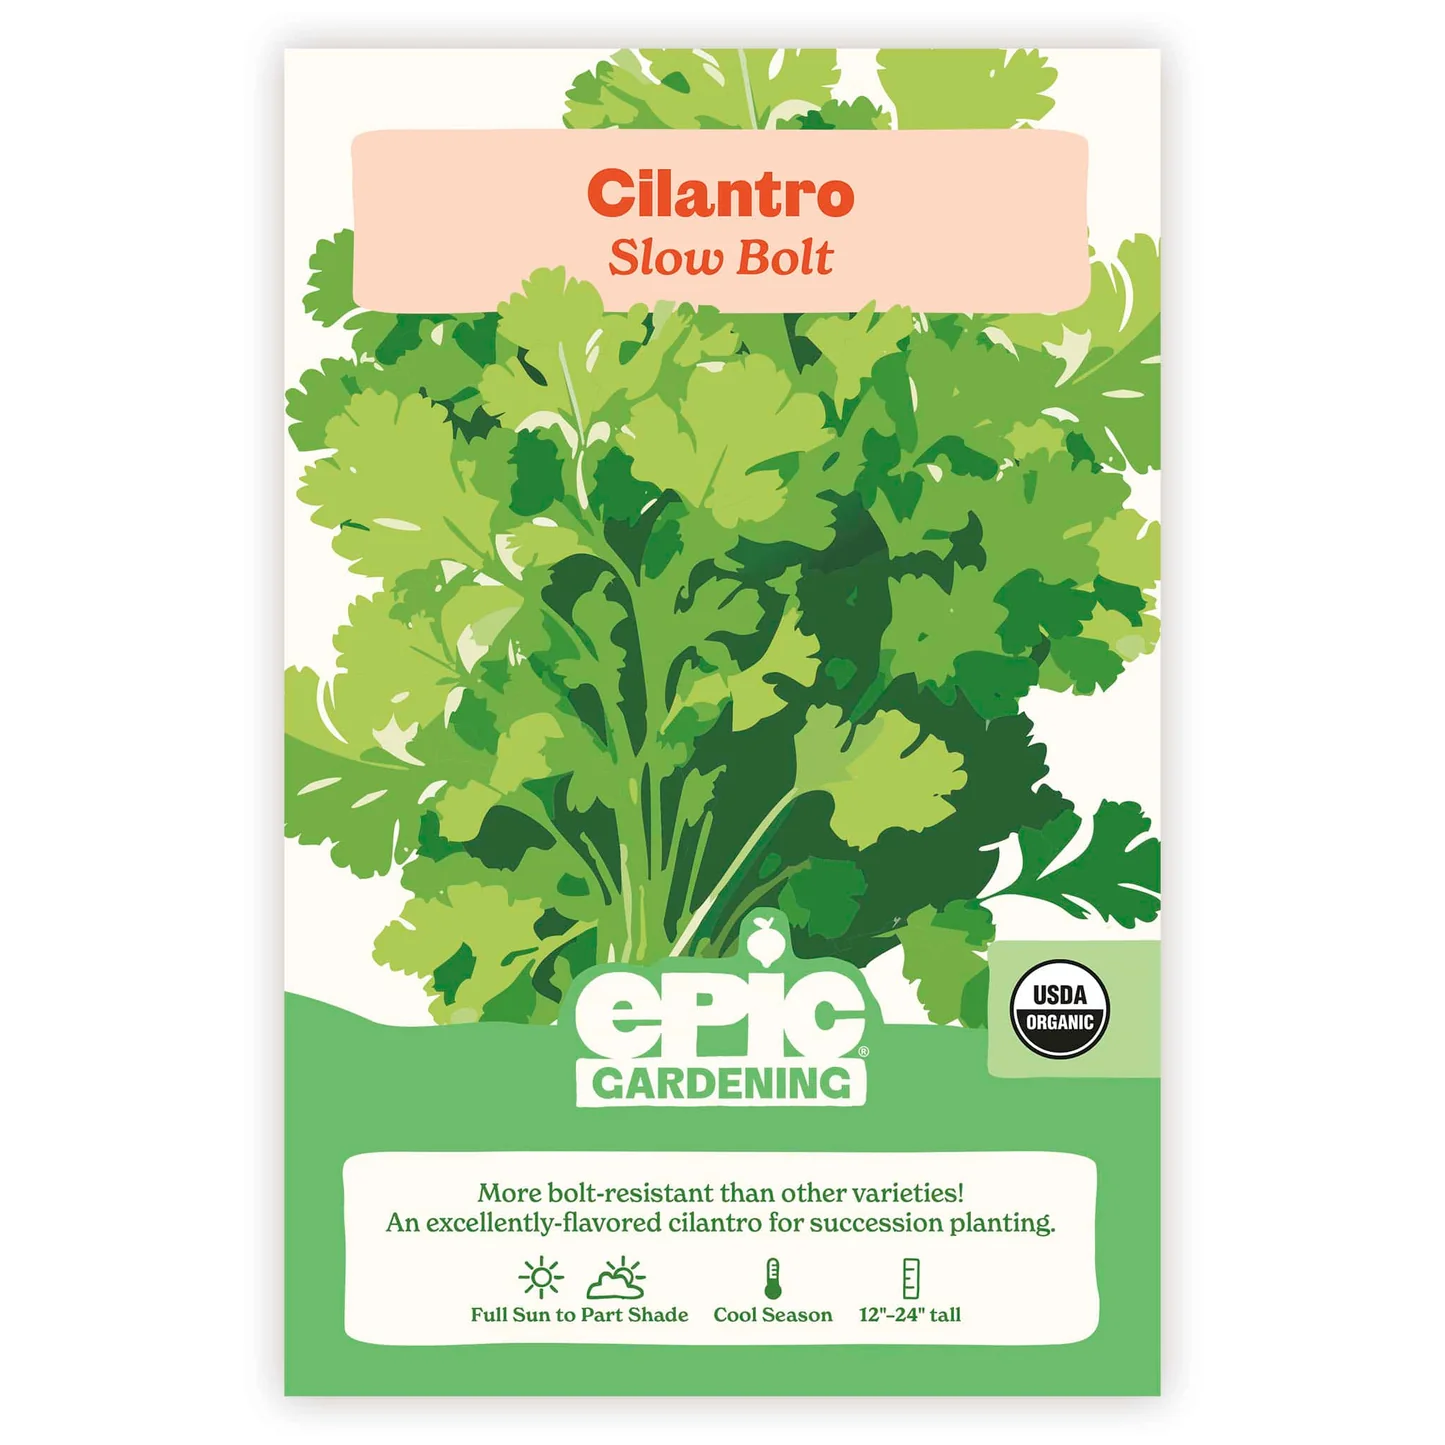 Cilantro
Slow Bolt
epic®
GARDENING
USDA
ORGANIC
More bolt-resistant than other varieties!
An excellently-flavored cilantro for succession planting.
Full Sun to Part Shade
Cool Season
12"-24" tall